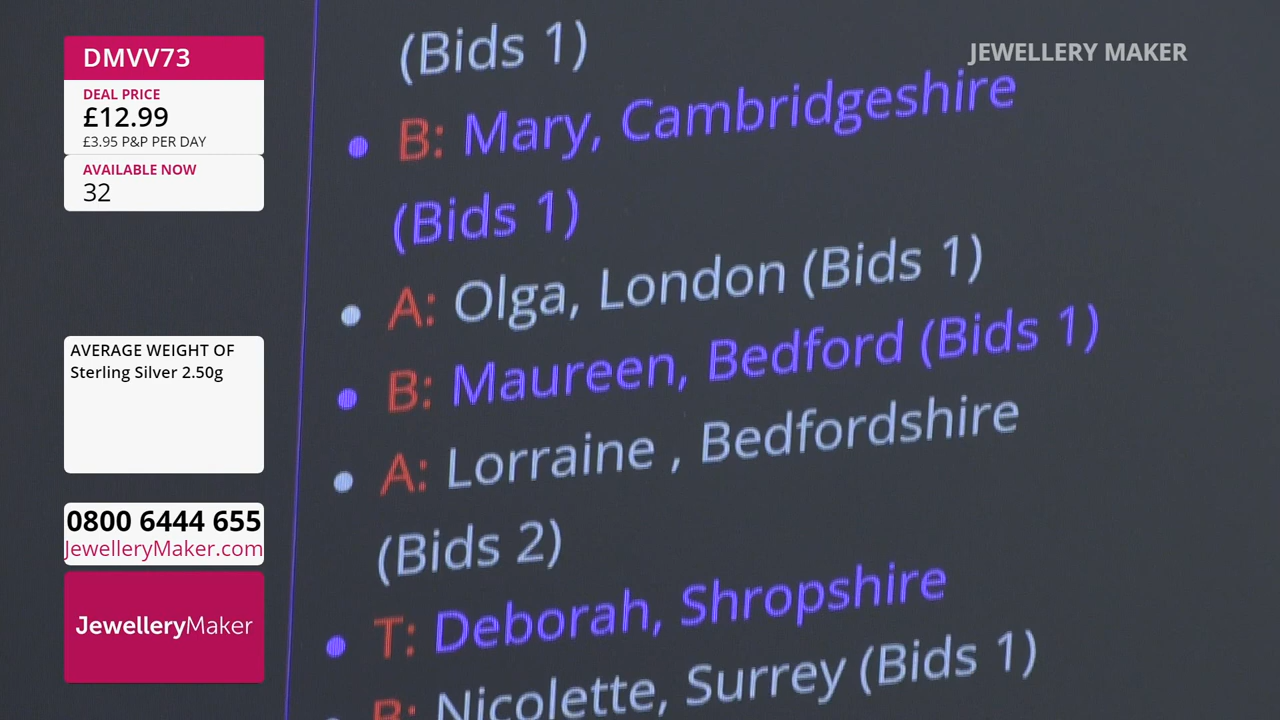 DMVV73
DEAL PRICE
£12.99
£3.95 P&P PER DAY
AVAILABLE NOW
32
AVERAGE WEIGHT OF
Sterling Silver 2.50g
0800 6444 655
JewelleryMaker.com
JewelleryMaker
JEWELLERY MAKER
(Bids 1)
B: Mary, Cambridgeshire
(Bids 1)
A: Olga, London (Bids 1)
B: Maureen, Bedford (Bids 1)
A: Lorraine , Bedfordshire
(Bids 2)
T: Deborah, Shropshire
B: Nicolette, Surrey (Bids 1)